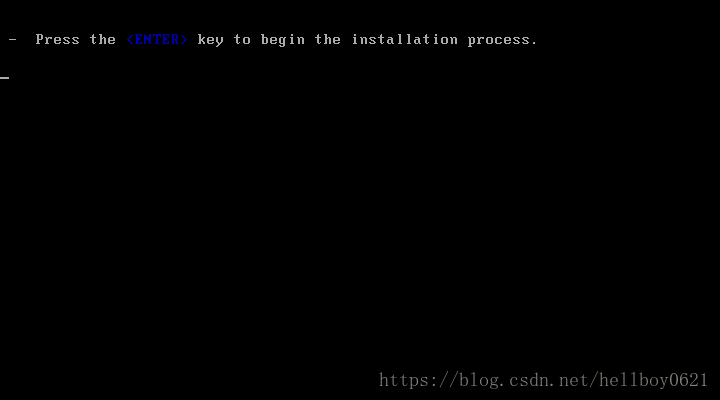 - Press the <ENTER> key to begin the installation process.
https://blog.csdn.net/hellboy0621